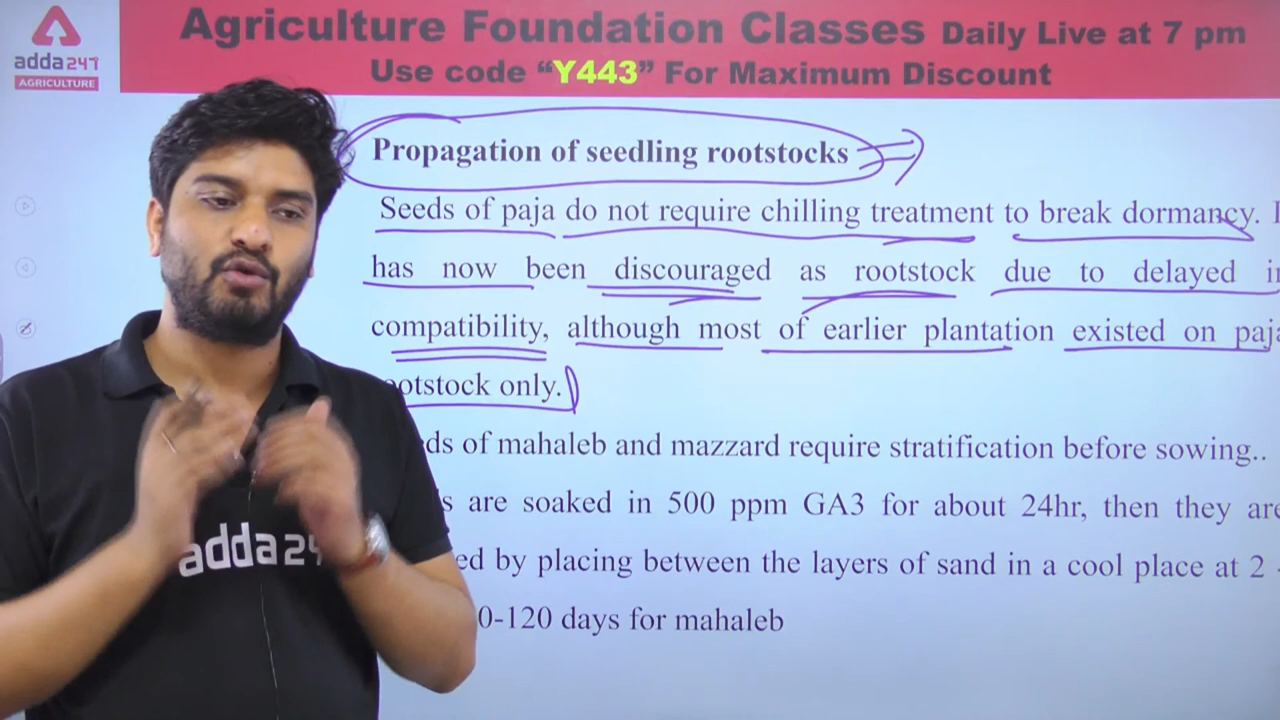 Agriculture Foundation Classes Daily Live at 7 pm
Use code “Y443” For Maximum Discount
adda247
AGRICULTURE
Propagation of seedling rootstocks
Seeds of paja do not require chilling treatment to break dormancy.
has now been discouraged as rootstock due to delayed in
compatibility, although most of earlier plantation existed on paja
only.
of mahaleb and mazzard require stratification before sowing..
are soaked in 500 ppm GA3 for about 24hr, then they are
by placing between the layers of sand in a cool place at 2
0-120 days for mahaleb
adda24